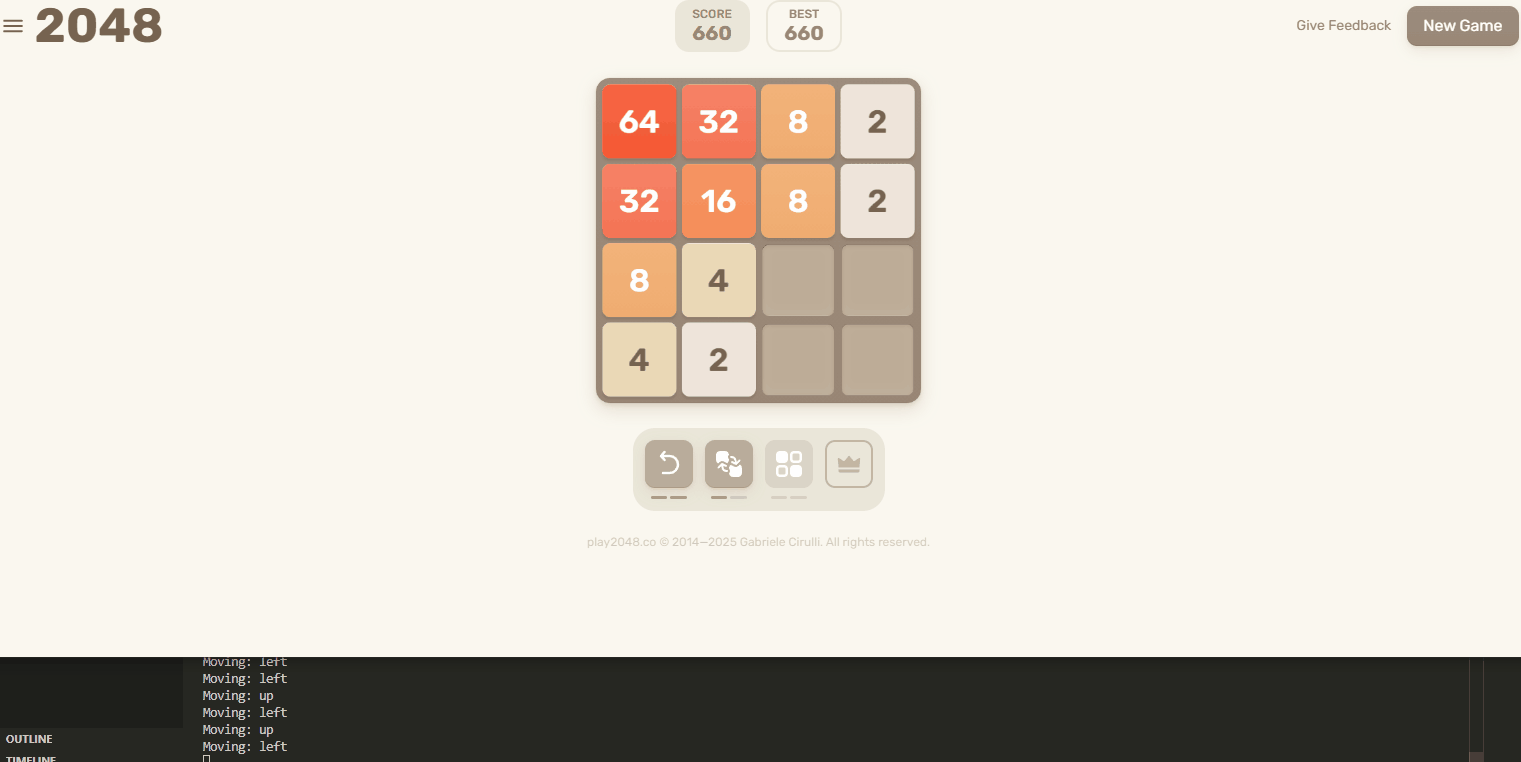 2048
SCORE
660
BEST
660
Give Feedback
New Game
64 32 8 2
32 16 8 2
8 4
4 2
play2048.co © 2014–2025 Gabriele Cirulli. All rights reserved.
Moving: left
Moving: left
Moving: up
Moving: left
Moving: up
Moving: left
OUTLINE
TIMELINE